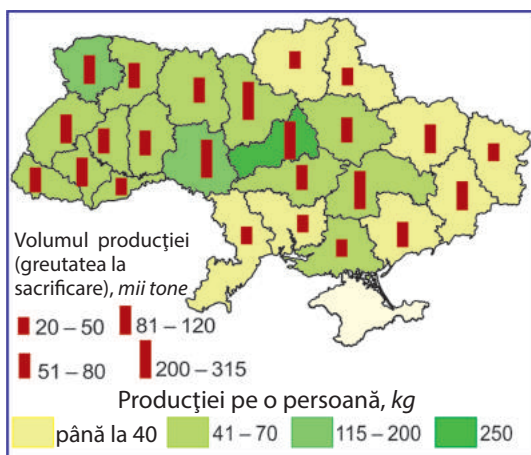 Volumul producţiei
(greutatea la
sacrificare), mii tone
20 – 50
81 – 120
51 – 80
200 – 315
Producţiei pe o persoană, kg
până la 40
41 – 70
115 – 200
250